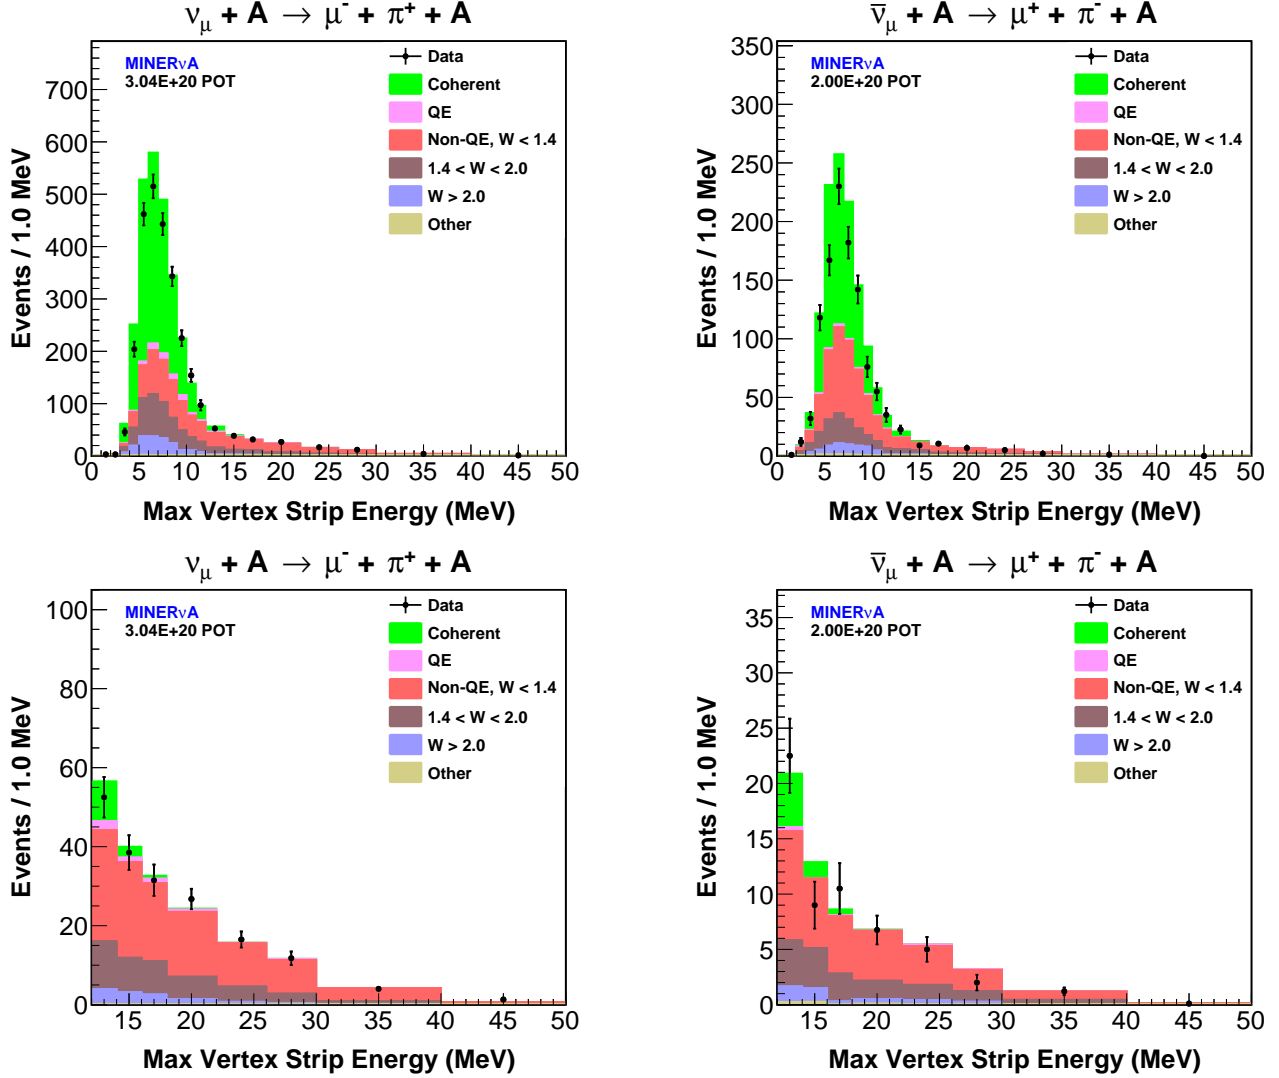 ν_μ + A → μ⁻ + π⁺ + A
MINERνA
3.04E+20 POT
Data
Coherent
QE
Non-QE, W < 1.4
1.4 < W < 2.0
W > 2.0
Other
Events / 1.0 MeV
700
600
500
400
300
200
100
0
0 5 10 15 20 25 30 35 40 45 50
Max Vertex Strip Energy (MeV)
ν̅_μ + A → μ⁺ + π⁻ + A
MINERνA
2.00E+20 POT
Data
Coherent
QE
Non-QE, W < 1.4
1.4 < W < 2.0
W > 2.0
Other
Events / 1.0 MeV
350
300
250
200
150
100
50
0
0 5 10 15 20 25 30 35 40 45 50
Max Vertex Strip Energy (MeV)
ν_μ + A → μ⁻ + π⁺ + A
MINERνA
3.04E+20 POT
Data
Coherent
QE
Non-QE, W < 1.4
1.4 < W < 2.0
W > 2.0
Other
Events / 1.0 MeV
100
80
60
40
20
0
15 20 25 30 35 40 45 50
Max Vertex Strip Energy (MeV)
ν̅_μ + A → μ⁺ + π⁻ + A
MINERνA
2.00E+20 POT
Data
Coherent
QE
Non-QE, W < 1.4
1.4 < W < 2.0
W > 2.0
Other
Events / 1.0 MeV
35
30
25
20
15
10
5
0
15 20 25 30 35 40 45 50
Max Vertex Strip Energy (MeV)